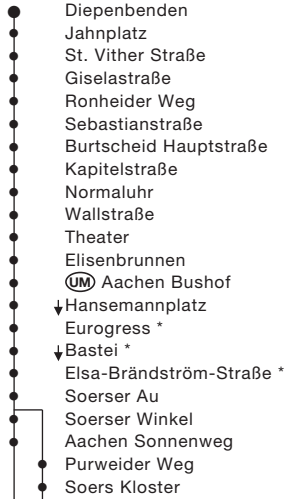 Diepenbenden
Jahnplatz
St. Vither Straße
Giselastraße
Ronheider Weg
Sebastianstraße
Burtscheid Hauptstraße
Kapitelstraße
Normaluhr
Wallstraße
Theater
Elisenbrunnen
UM Aachen Bushof
↓Hansemannplatz
Eurogress *
↓Bastei *
Elsa-Brändström-Straße *
Soerser Au
Soerser Winkel
Aachen Sonnenweg
Purweider Weg
Soers Kloster